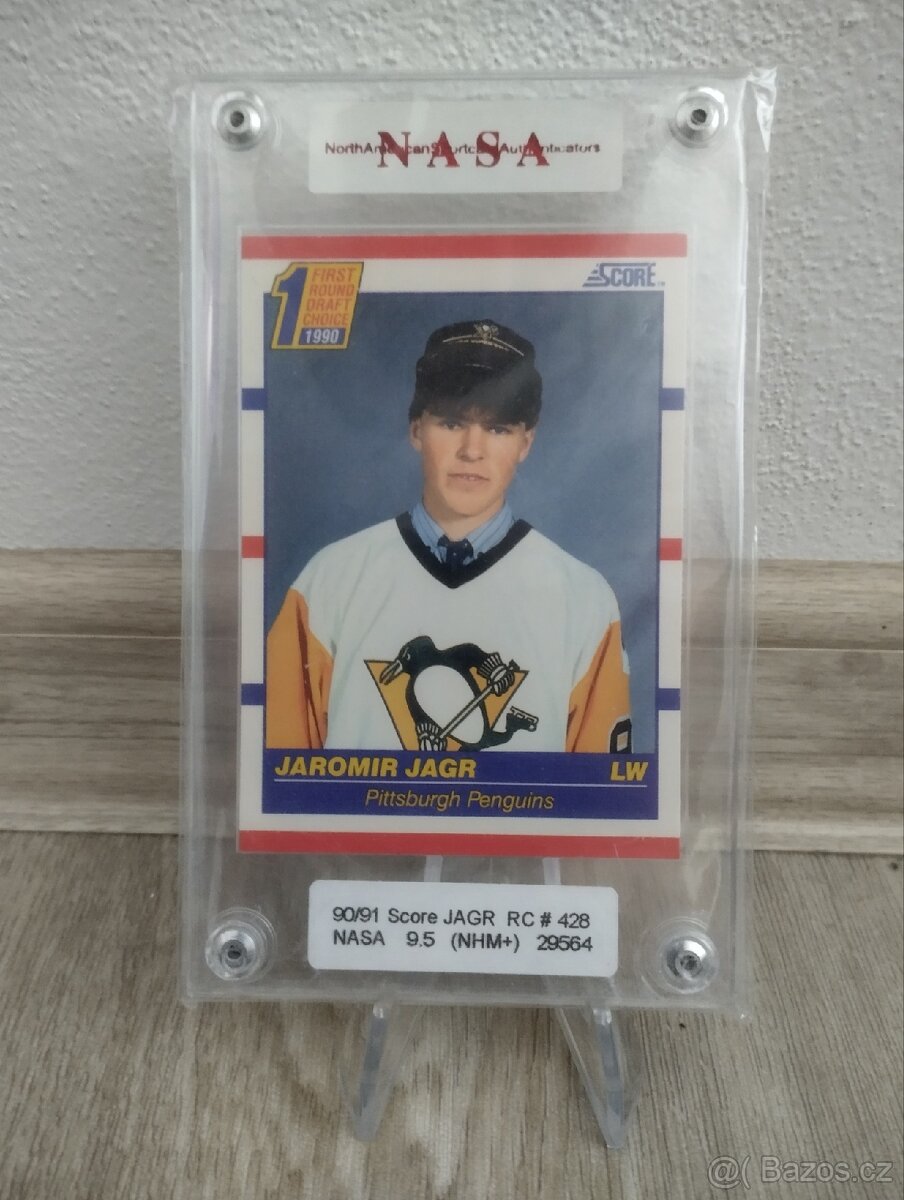 NASA
NorthAmericanSportcardAuthenticators
1 FIRST
ROUND
DRAFT
CHOICE
1990
SCORE
JAROMIR JAGR LW
Pittsburgh Penguins
90/91 Score JAGR RC # 428
NASA 9.5 (NHM+) 29564
@( Bazos.cz